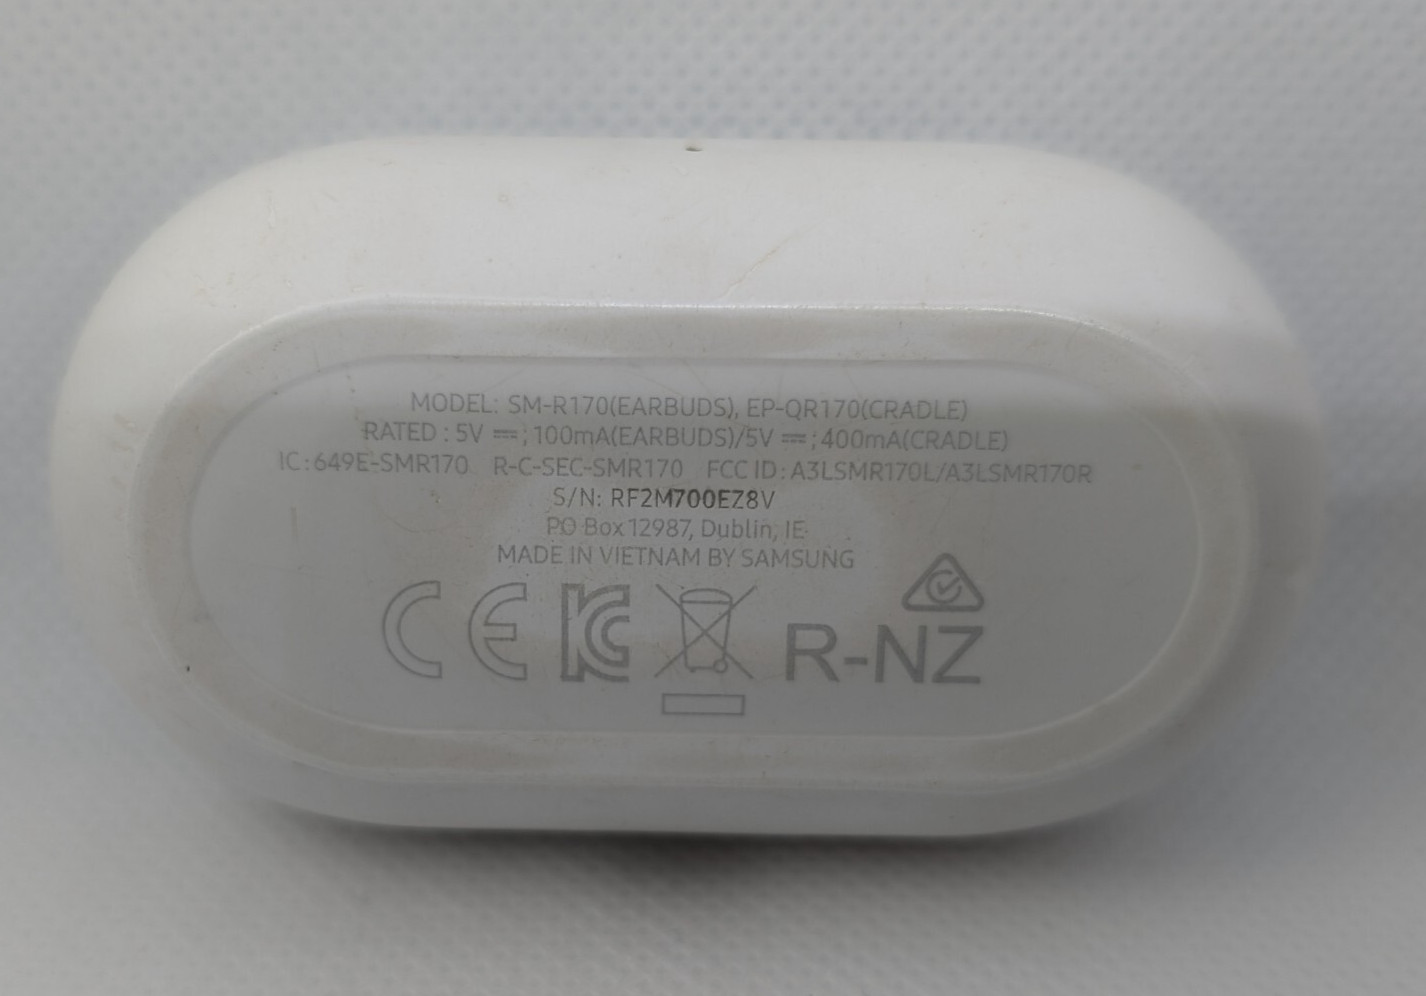 MODEL: SM-R170(EARBUDS), EP-QR170(CRADLE)
RATED : 5V ⎓ ; 100mA(EARBUDS)/5V ⎓ ; 400mA(CRADLE)
IC : 649E-SMR170 R-C-SEC-SMR170 FCC ID : A3LSMR170L/A3LSMR170R
S/N: RF2M700EZ8V
PO Box 12987, Dublin, IE
MADE IN VIETNAM BY SAMSUNG
CE KC R-NZ